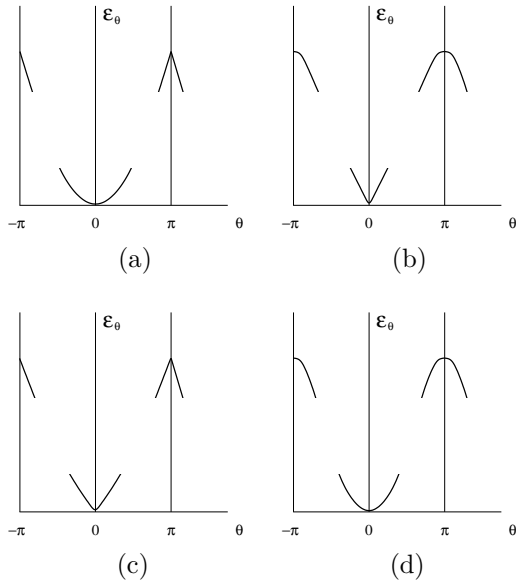 ε_θ
ε_θ
−π 0 π θ
−π 0 π θ
(a)
(b)
ε_θ
ε_θ
−π 0 π θ
−π 0 π θ
(c)
(d)